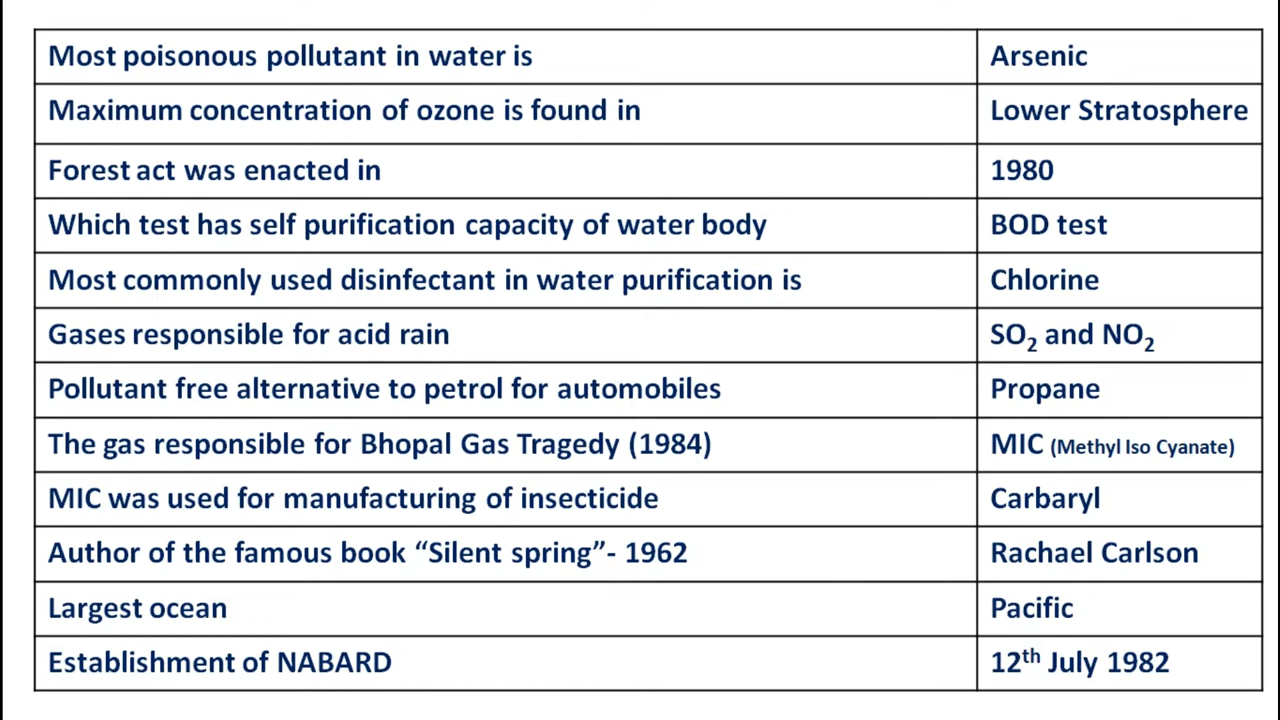 Most poisonous pollutant in water is Arsenic
Maximum concentration of ozone is found in Lower Stratosphere
Forest act was enacted in 1980
Which test has self purification capacity of water body BOD test
Most commonly used disinfectant in water purification is Chlorine
Gases responsible for acid rain SO₂ and NO₂
Pollutant free alternative to petrol for automobiles Propane
The gas responsible for Bhopal Gas Tragedy (1984) MIC (Methyl Iso Cyanate)
MIC was used for manufacturing of insecticide Carbaryl
Author of the famous book “Silent spring”- 1962 Rachael Carlson
Largest ocean Pacific
Establishment of NABARD 12th July 1982